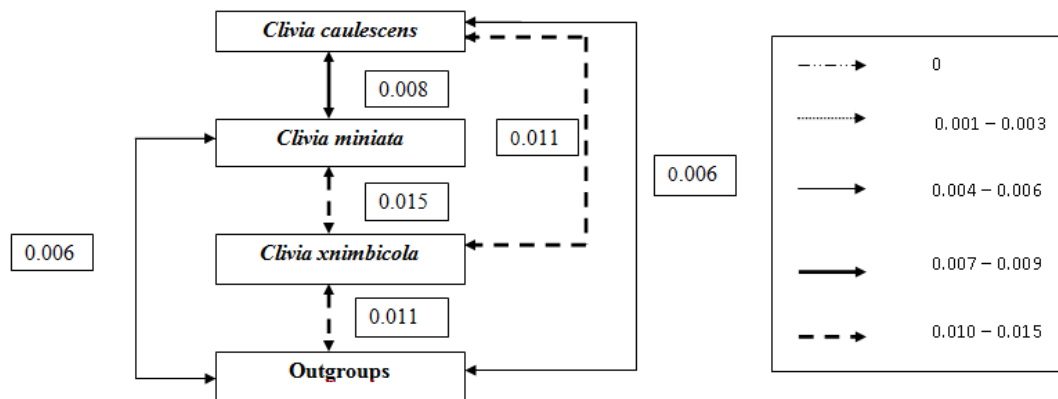 Clivia caulescens
0.008
Clivia miniata
0.011
0.015
0.006
0.006
Clivia xnimbicola
0.011
Outgroups
0
0.001 – 0.003
0.004 – 0.006
0.007 – 0.009
0.010 – 0.015